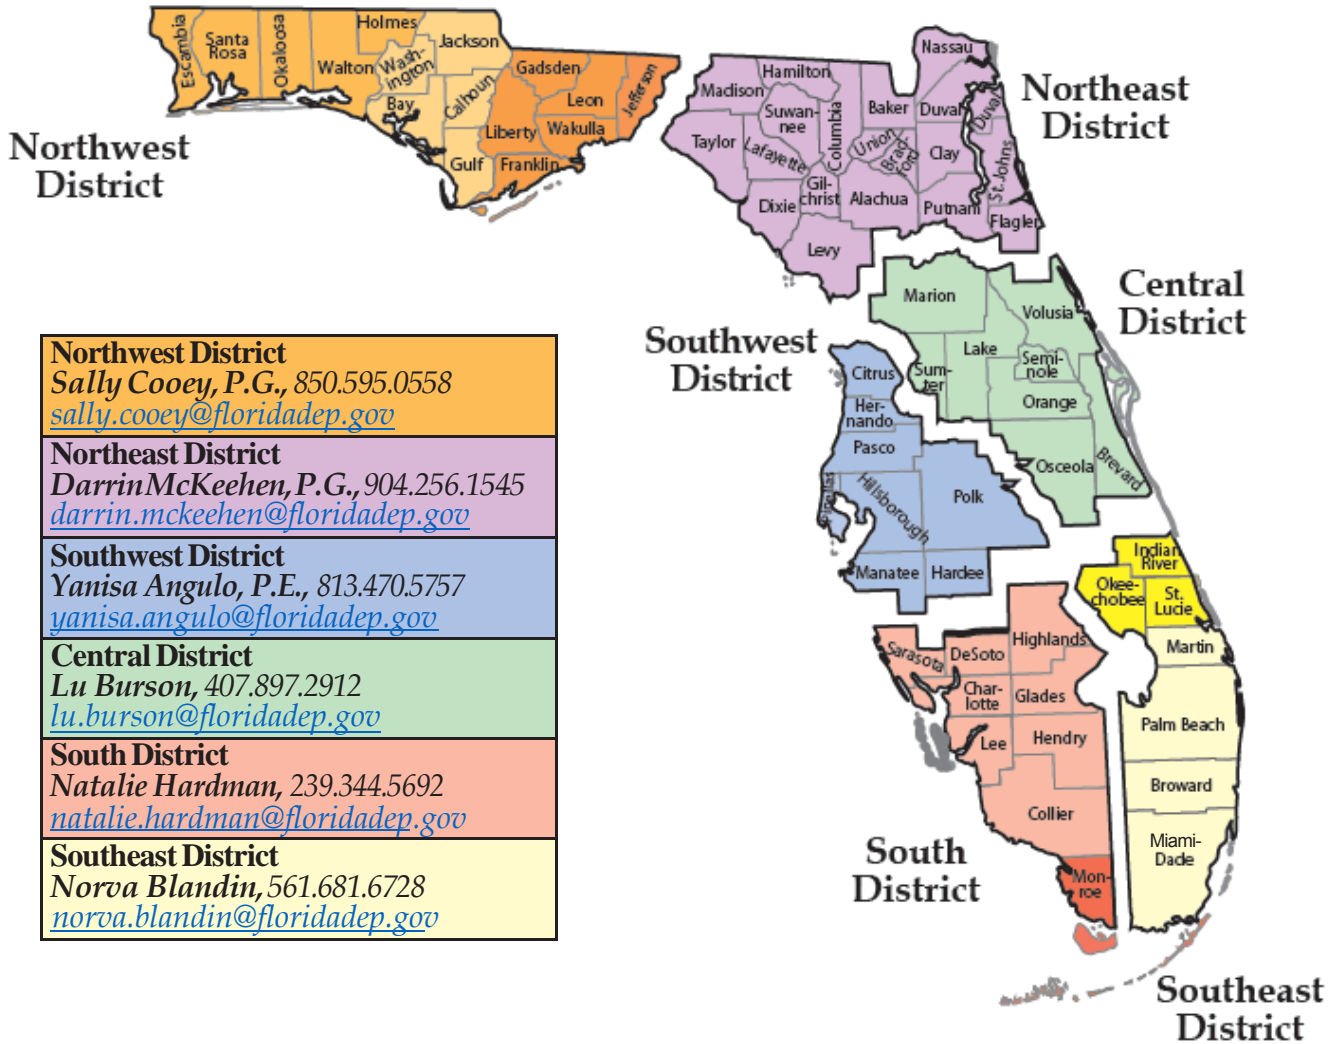 Escambia
Santa
Rosa
Okaloosa
Walton
Holmes
Wash-
ington
Bay
Jackson
Calhoun
Gulf
Gadsden
Liberty
Franklin
Leon
Wakulla
Jefferson
Northwest
District
Madison
Taylor
Hamilton
Suwan-
nee
Lafayette
Dixie
Columbia
Gil-
christ
Levy
Baker
Union
Brad-
ford
Alachua
Nassau
Duval
Duval
Clay
Putnam
St. Johns
Flagler
Northeast
District
Marion
Volusia
Lake
Sum-
ter
Semi-
nole
Orange
Osceola
Brevard
Central
District
Southwest
District
Citrus
Her-
nando
Pasco
Pinellas
Hillsborough
Polk
Manatee
Hardee
Northwest District
Sally Cooey, P.G., 850.595.0558
sally.cooey@floridadep.gov
Northeast District
Darrin McKeehen, P.G., 904.256.1545
darrin.mckeehen@floridadep.gov
Southwest District
Yanisa Angulo, P.E., 813.470.5757
yanisa.angulo@floridadep.gov
Central District
Lu Burson, 407.897.2912
lu.burson@floridadep.gov
South District
Natalie Hardman, 239.344.5692
natalie.hardman@floridadep.gov
Southeast District
Norva Blandin, 561.681.6728
norva.blandin@floridadep.gov
Indian
River
Okee-
chobee
St.
Lucie
Martin
Palm Beach
Broward
Miami-
Dade
Sarasota
DeSoto
Highlands
Char-
lotte
Glades
Lee
Hendry
Collier
Mon-
roe
South
District
Southeast
District